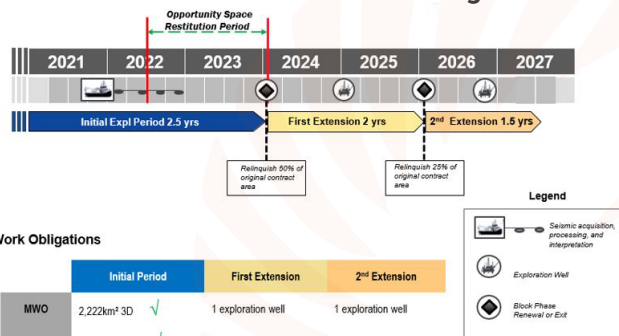 Opportunity Space
Restitution Period
2021 2022 2023 2024 2025 2026 2027
Initial Expl Period 2.5 yrs
First Extension 2 yrs
2nd Extension 1.5 yrs
Relinquish 50% of
original contract
area
Relinquish 25% of
original contract
area
Legend
Seismic acquisition,
processing, and
interpretation
Exploration Well
Block Phase
Renewal or Exit
Work Obligations
Initial Period First Extension 2nd Extension
MWO 2,222km² 3D √ 1 exploration well 1 exploration well